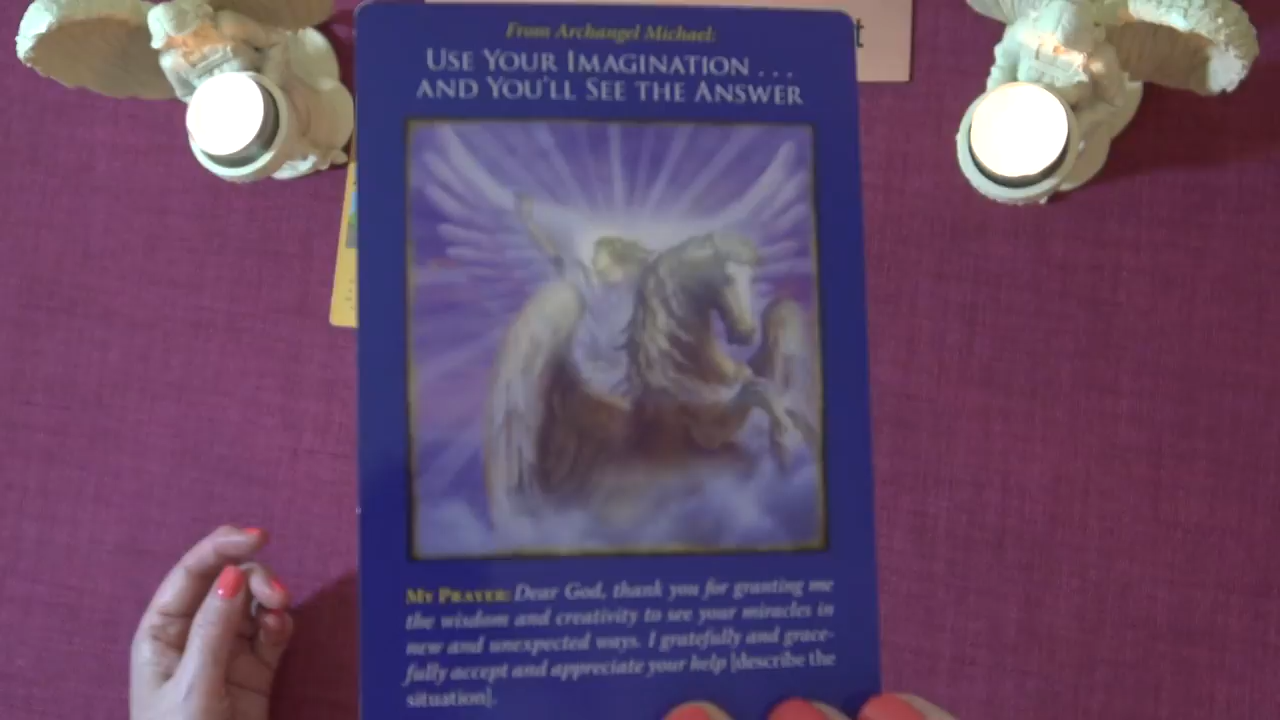 From Archangel Michael:
USE YOUR IMAGINATION...
AND YOU'LL SEE THE ANSWER
t
MY PRAYER: Dear God, thank you for granting me
the wisdom and creativity to see your miracles in
new and unexpected ways. I gratefully and grace-
fully accept and appreciate your help [describe the
situation].